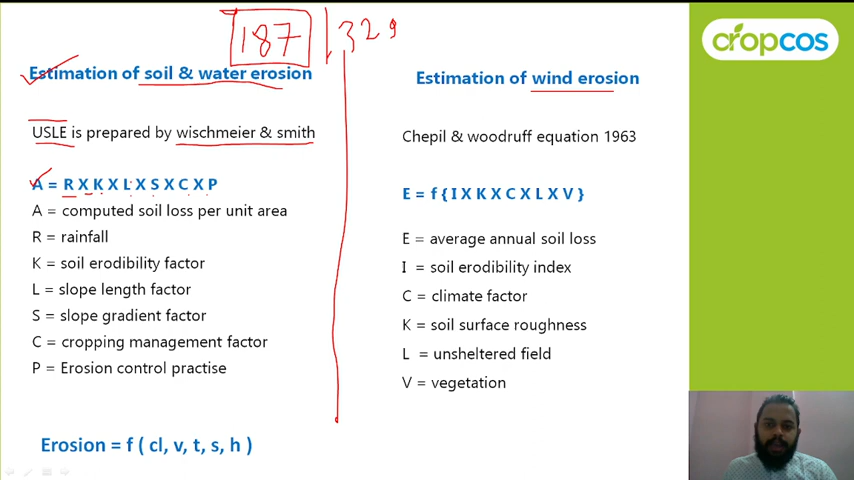 187 329
cropcos
Estimation of soil & water erosion
USLE is prepared by wischmeier & smith
A = R X K X L X S X C X P
A = computed soil loss per unit area
R = rainfall
K = soil erodibility factor
L = slope length factor
S = slope gradient factor
C = cropping management factor
P = Erosion control practise
Erosion = f ( cl, v, t, s, h )
Estimation of wind erosion
Chepil & woodruff equation 1963
E = f { I X K X C X L X V }
E = average annual soil loss
I = soil erodibility index
C = climate factor
K = soil surface roughness
L = unsheltered field
V = vegetation